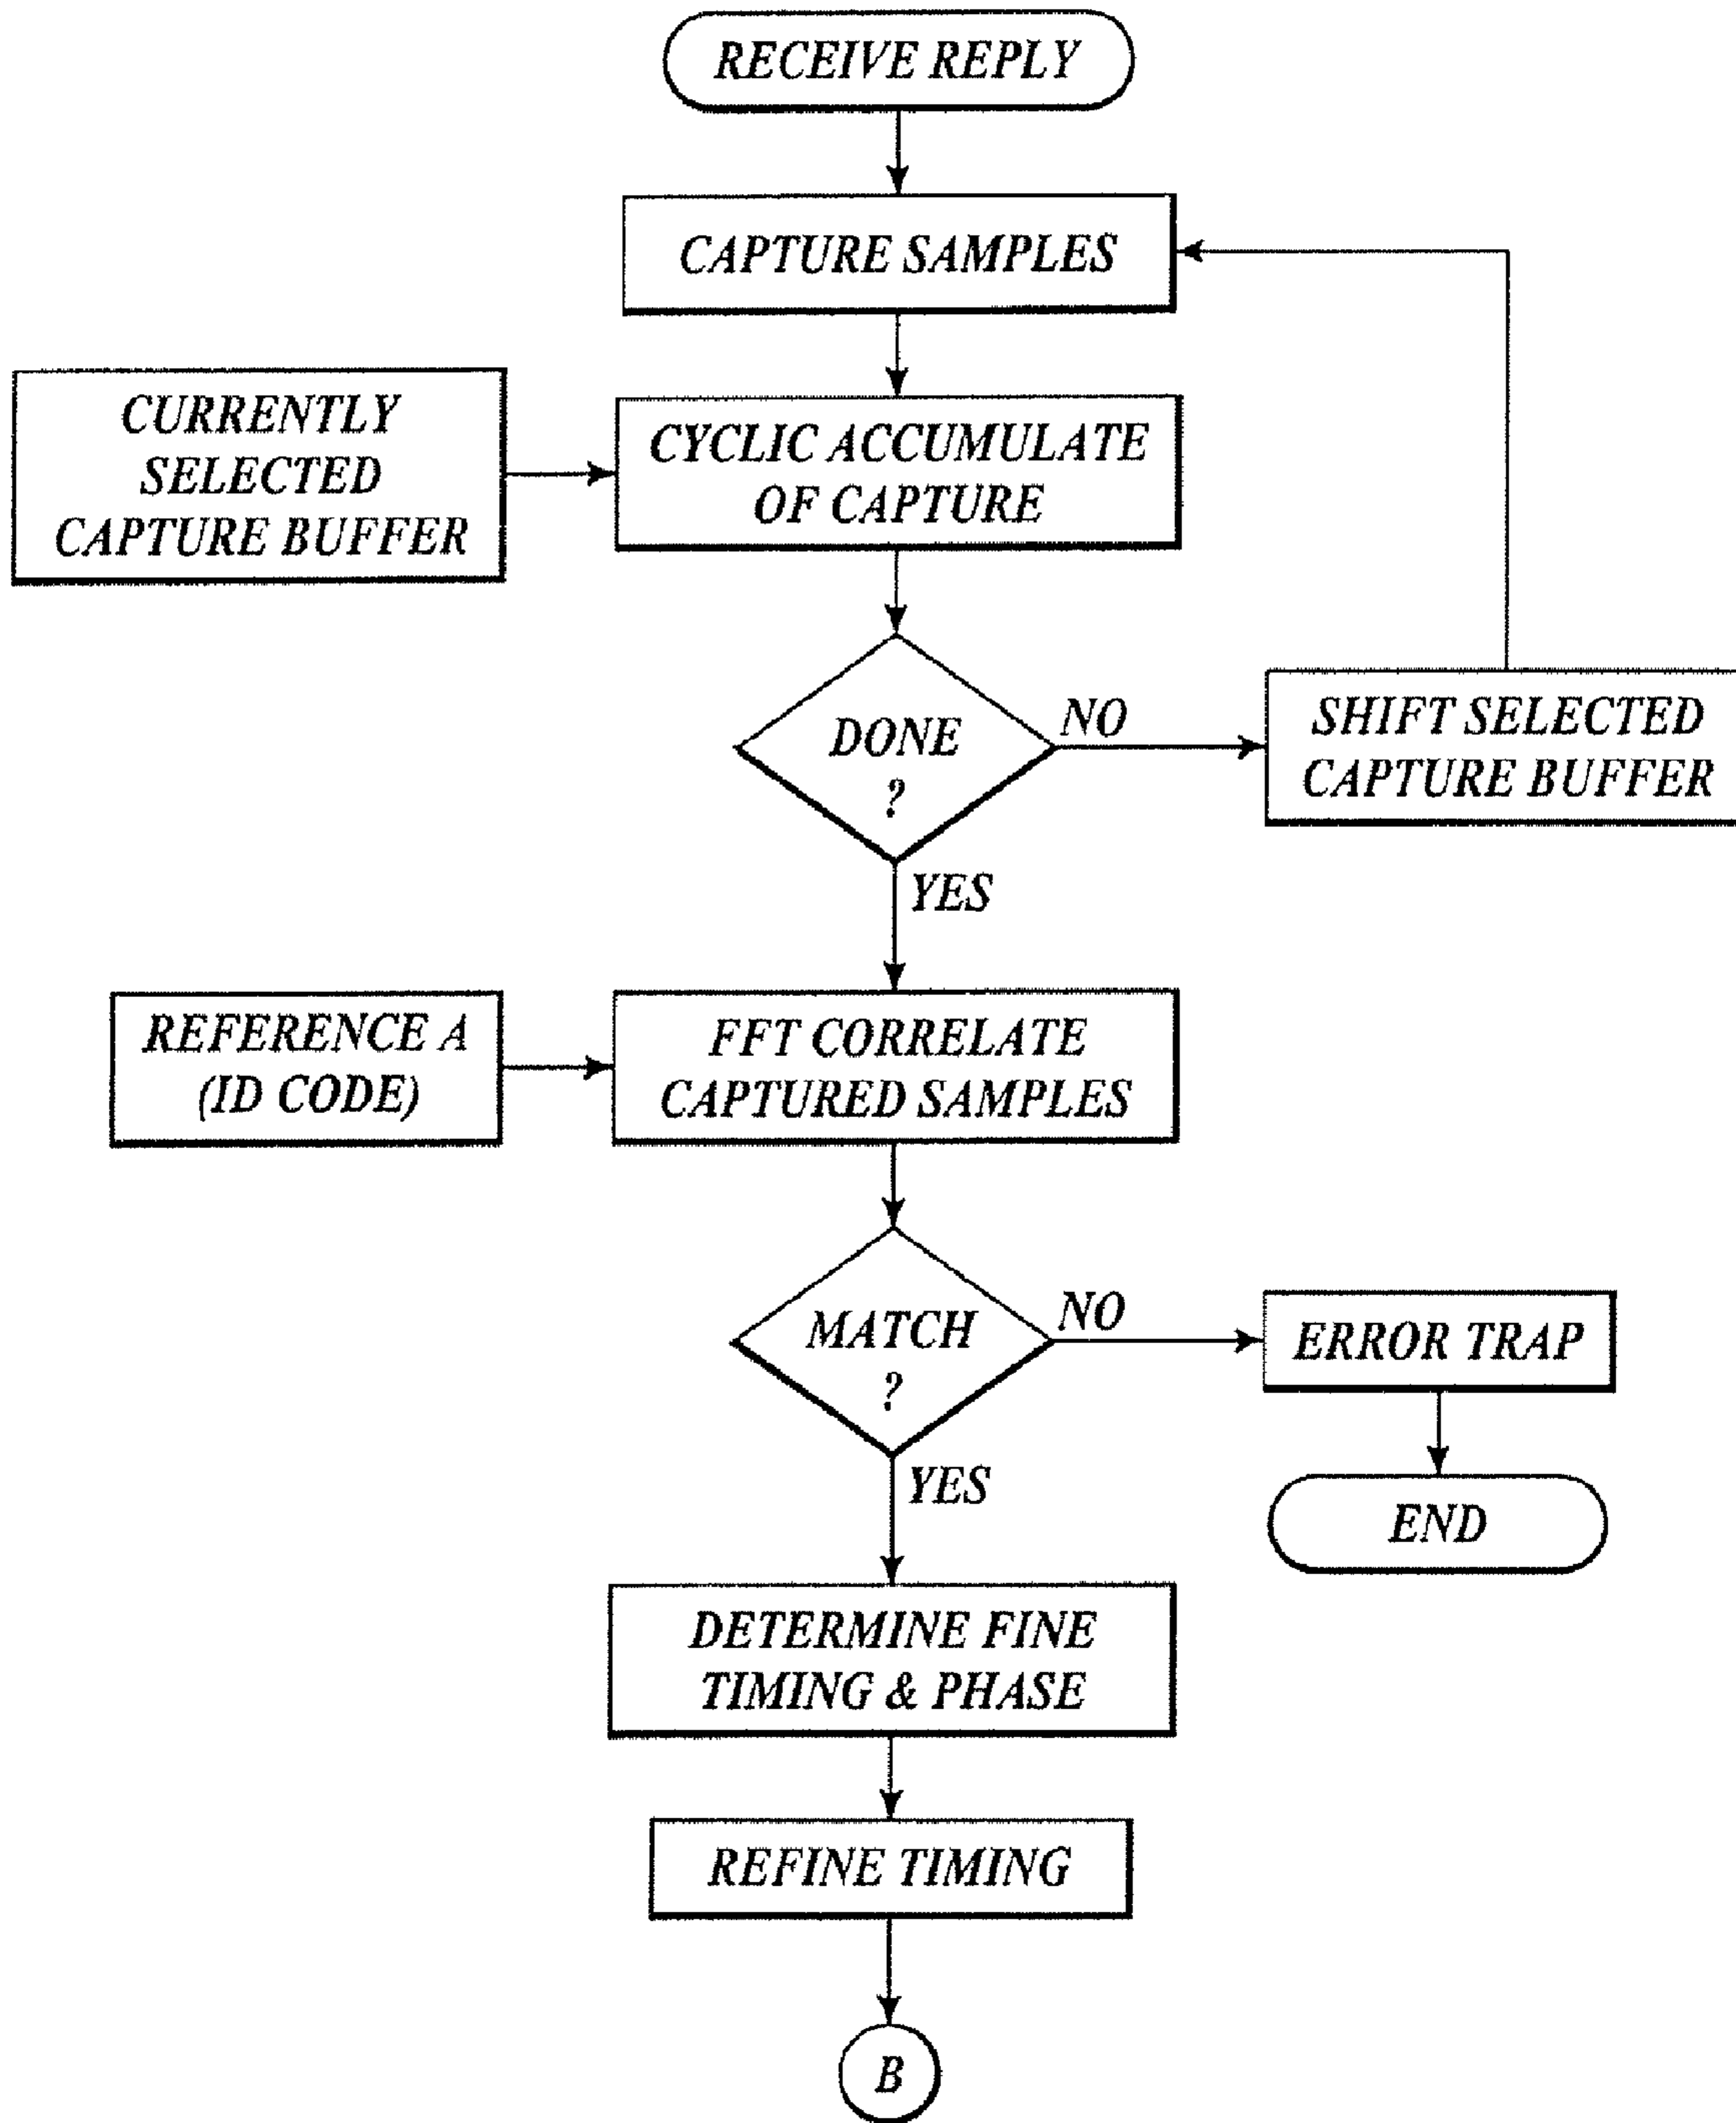 RECEIVE REPLY
CAPTURE SAMPLES
CURRENTLY
SELECTED
CAPTURE BUFFER
CYCLIC ACCUMULATE
OF CAPTURE
DONE
?
NO
SHIFT SELECTED
CAPTURE BUFFER
YES
REFERENCE A
(ID CODE)
FFT CORRELATE
CAPTURED SAMPLES
MATCH
?
NO
ERROR TRAP
END
YES
DETERMINE FINE
TIMING & PHASE
REFINE TIMING
B